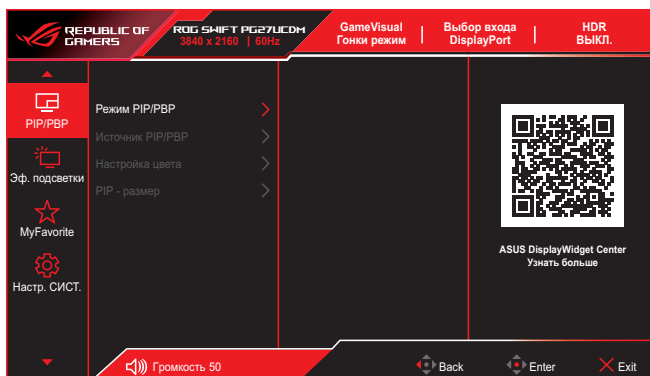 REPUBLIC OF
GAMERS
ROG SWIFT PG27UCDM
3840 x 2160 | 60Hz
GameVisual
Гонки режим
Выбор входа
DisplayPort
HDR
ВЫКЛ.
PIP/PBP
Эф. подсветки
MyFavorite
Настр. СИСТ.
Режим PIP/PBP
Источник PIP/PBP
Настройка цвета
PIP - размер
ASUS DisplayWidget Center
Узнать больше
Громкость 50
Back
Enter
Exit